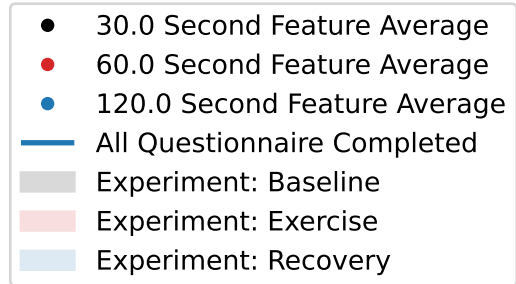 30.0 Second Feature Average
60.0 Second Feature Average
120.0 Second Feature Average
All Questionnaire Completed
Experiment: Baseline
Experiment: Exercise
Experiment: Recovery